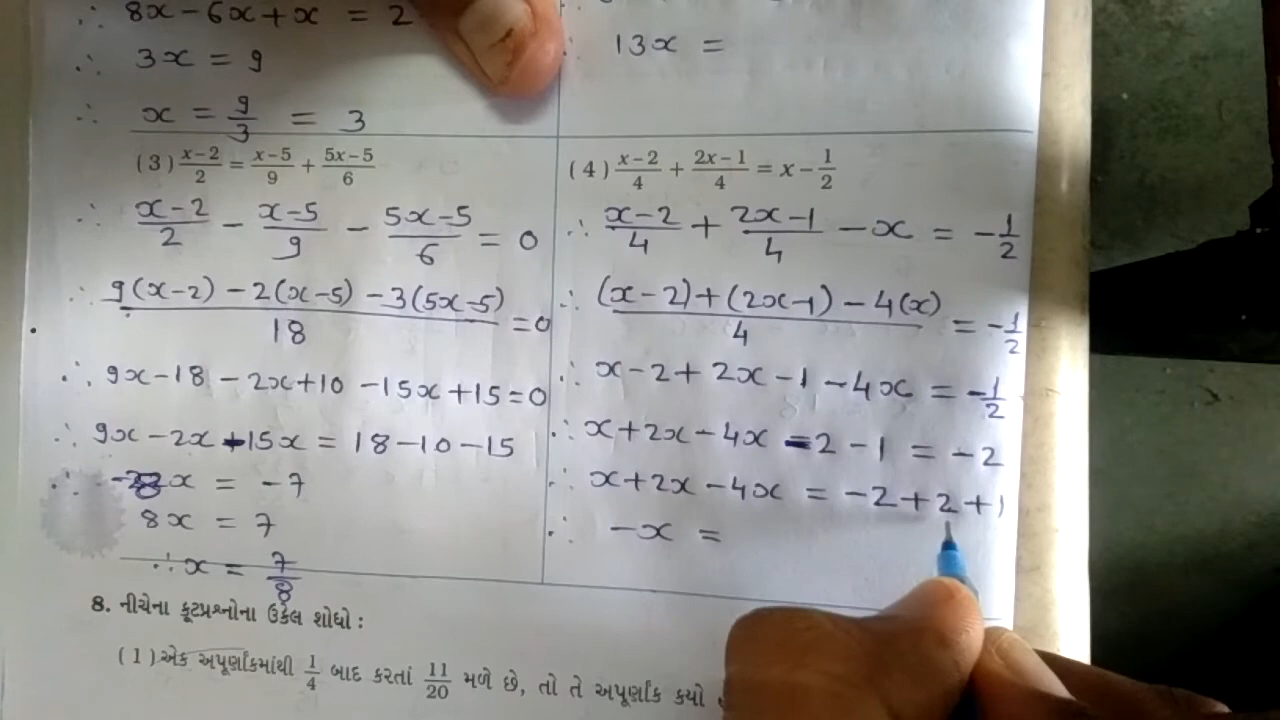 ∴ 8x - 6x + x = 2
∴ 3x = 9
∴ x = 9/3 = 3
∴ 13x =
(3) x-2/2 = x-5/9 + 5x-5/6
∴ x-2/2 - x-5/9 - 5x-5/6 = 0
∴ 9(x-2) - 2(x-5) - 3(5x-5)/18 = 0
∴ 9x - 18 - 2x + 10 - 15x + 15 = 0
∴ 9x - 2x - 15x = 18 - 10 - 15
∴ -8x = -7
8x = 7
∴ x = 7/8
(4) x-2/4 + 2x-1/4 = x - 1/2
∴ x-2/4 + 2x-1/4 - x = -1/2
∴ (x-2) + (2x-1) - 4(x)/4 = -1/2
∴ x - 2 + 2x - 1 - 4x = -1/2
∴ x + 2x - 4x - 2 - 1 = -2
∴ x + 2x - 4x = -2 + 2 + 1
∴ -x =
8. નીચેના કૂટપ્રશ્નોના ઉકેલ શોધો :
(1) એક અપૂર્ણાંકમાંથી 1/4 બાદ કરતાં 11/20 મળે છે, તો તે અપૂર્ણાંક કયો